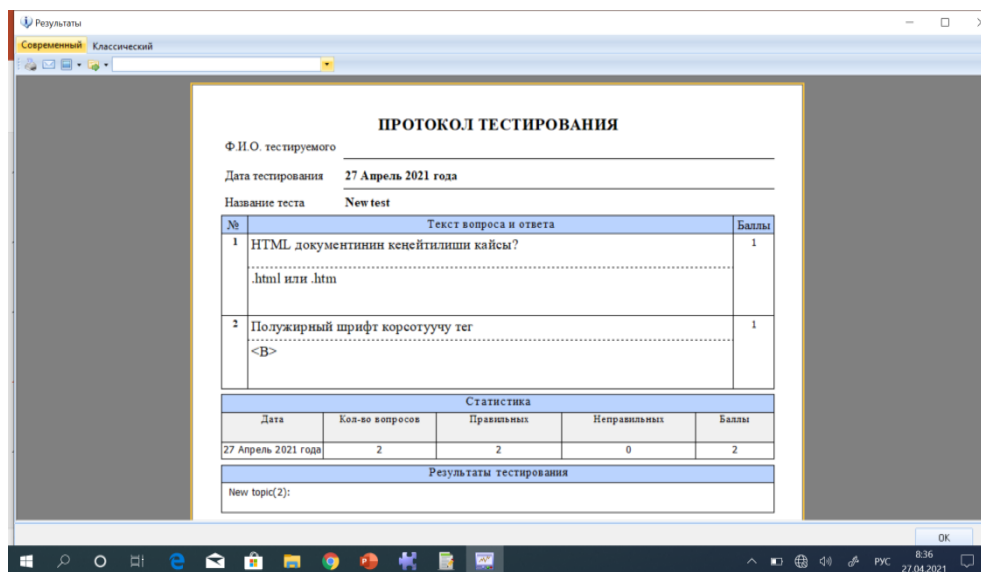 Результаты
Современный Классический
ПРОТОКОЛ ТЕСТИРОВАНИЯ
Ф.И.О. тестируемого
Дата тестирования 27 Апрель 2021 года
Название теста New test
№ Текст вопроса и ответа Баллы
1 HTML документинин кеңейтилиши кайсы? 1
.html или .htm
2 Полужирный шрифт корсотуучу тег 1
<B>
Статистика
Дата Кол-во вопросов Правильных Неправильных Баллы
27 Апрель 2021 года 2 2 0 2
Результаты тестирования
New topic(2):
OK
РУС 8:36
27.04.2021